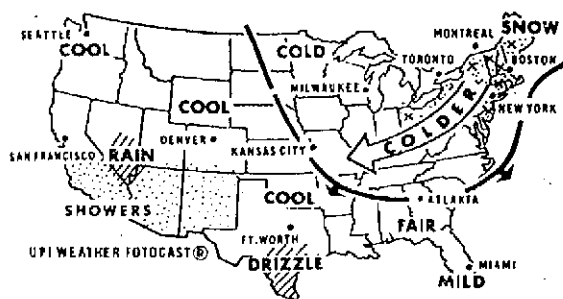 SNOW
MONTREAL
SEATTLE
COOL
COLD
TORONTO
BOSTON
MILWAUKEE
COOL
NEW YORK
COLDER
DENVER
KANSAS CITY
SAN FRANCISCO
RAIN
COOL
ATLANTA
SHOWERS
FAIR
FT. WORTH
UPI WEATHER FOTOCAST ®
DRIZZLE
MIAMI
MILD